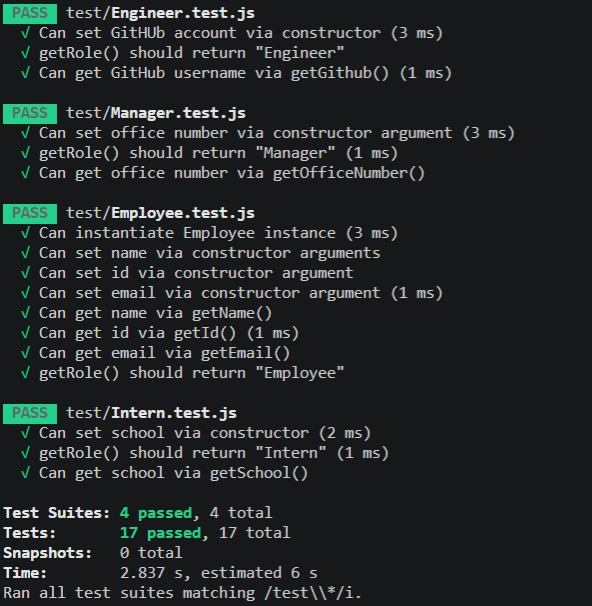 PASS test/Engineer.test.js
√ Can set GitHUb account via constructor (3 ms)
√ getRole() should return "Engineer"
√ Can get GitHub username via getGithub() (1 ms)
PASS test/Manager.test.js
√ Can set office number via constructor argument (3 ms)
√ getRole() should return "Manager" (1 ms)
√ Can get office number via getOfficeNumber()
PASS test/Employee.test.js
√ Can instantiate Employee instance (3 ms)
√ Can set name via constructor arguments
√ Can set id via constructor argument
√ Can set email via constructor argument (1 ms)
√ Can get name via getName()
√ Can get id via getId() (1 ms)
√ Can get email via getEmail()
√ getRole() should return "Employee"
PASS test/Intern.test.js
√ Can set school via constructor (2 ms)
√ getRole() should return "Intern" (1 ms)
√ Can get school via getSchool()
Test Suites: 4 passed, 4 total
Tests: 17 passed, 17 total
Snapshots: 0 total
Time: 2.837 s, estimated 6 s
Ran all test suites matching /test\\*/i.